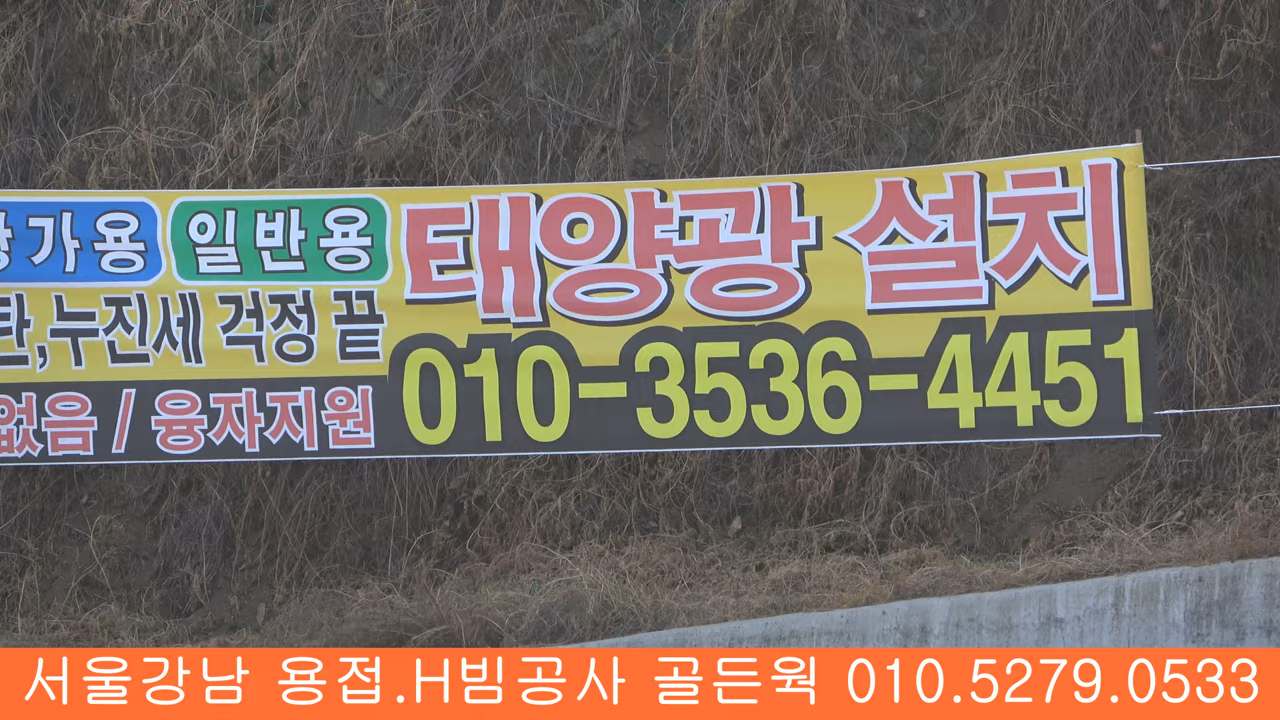 가용 일반용 태양광 설치
탄,누진세 걱정 끝
없음 / 융자지원 010-3536-4451
서울강남 용접.H빔공사 골든웍 010.5279.0533